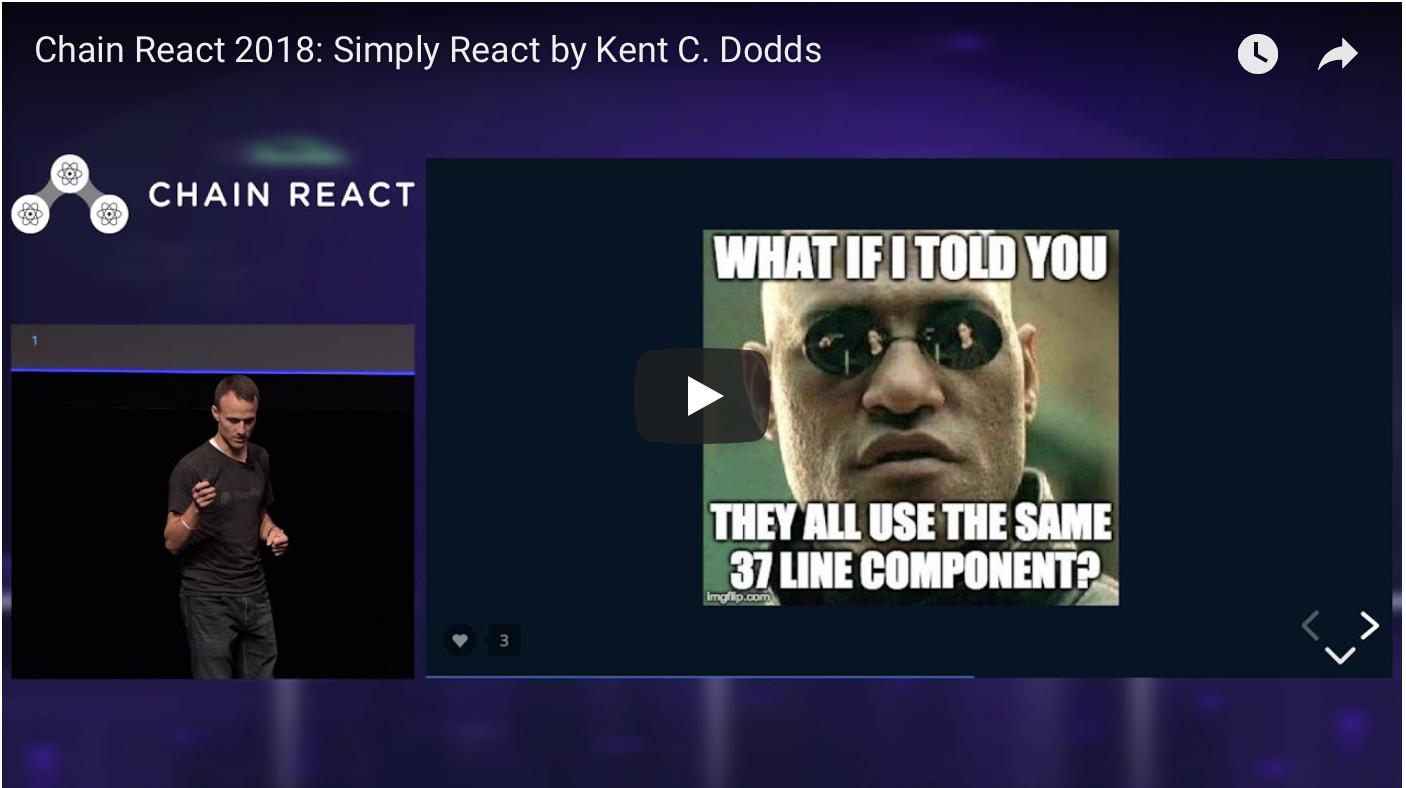 Chain React 2018: Simply React by Kent C. Dodds
CHAIN REACT
WHAT IF I TOLD YOU
THEY ALL USE THE SAME
37 LINE COMPONENT?
imgflip.com
1
PayPal
3